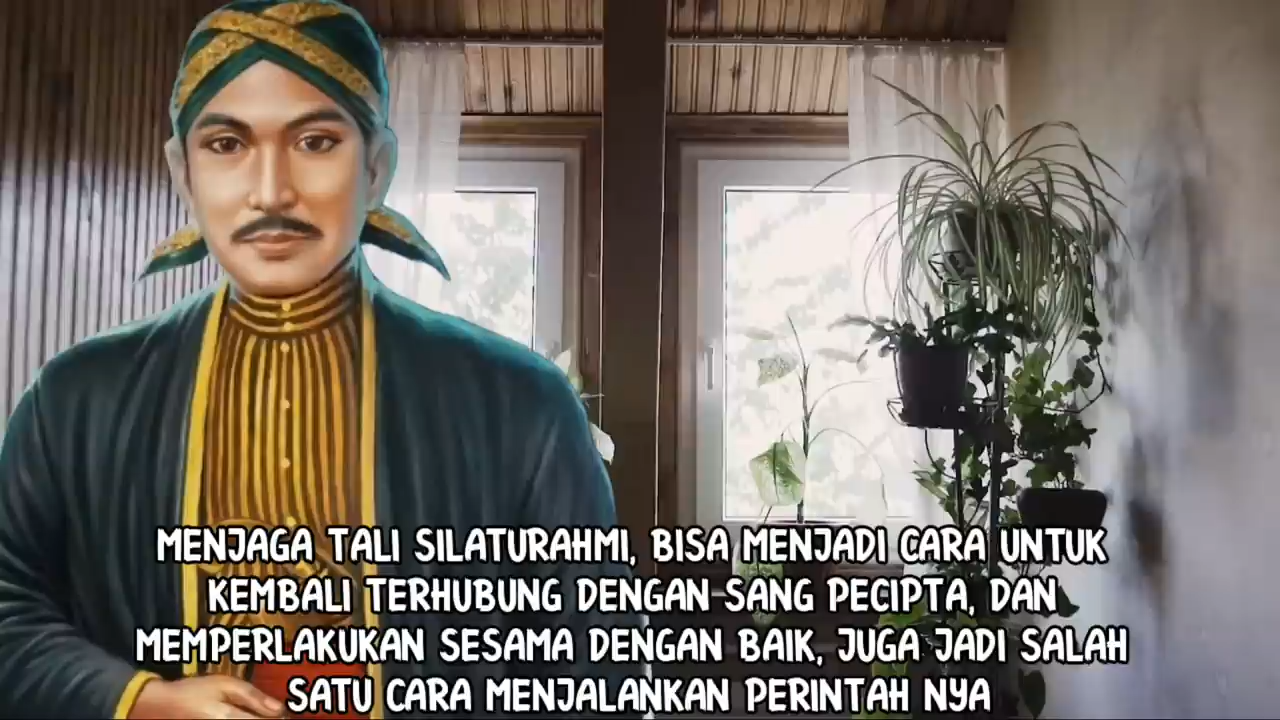 MENJAGA TALI SILATURAHMI, BISA MENJADI CARA UNTUK
KEMBALI TERHUBUNG DENGAN SANG PECIPTA, DAN
MEMPERLAKUKAN SESAMA DENGAN BAIK, JUGA JADI SALAH
SATU CARA MENJALANKAN PERINTAH NYA